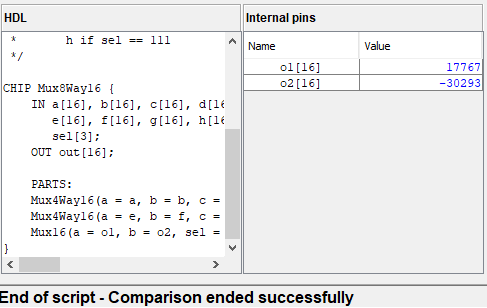 HDL
*       h if sel == 111
*/
CHIP Mux8Way16 {
IN a[16], b[16], c[16],
e[16], f[16], g[16],
sel[3];
OUT out[16];
PARTS:
Mux4Way16(a = a, b = b, c =
Mux4Way16(a = e, b = f, c =
Mux16(a = o1, b = o2, sel =
}
Internal pins
Name Value
o1[16] 17767
o2[16] -30293
End of script - Comparison ended successfully